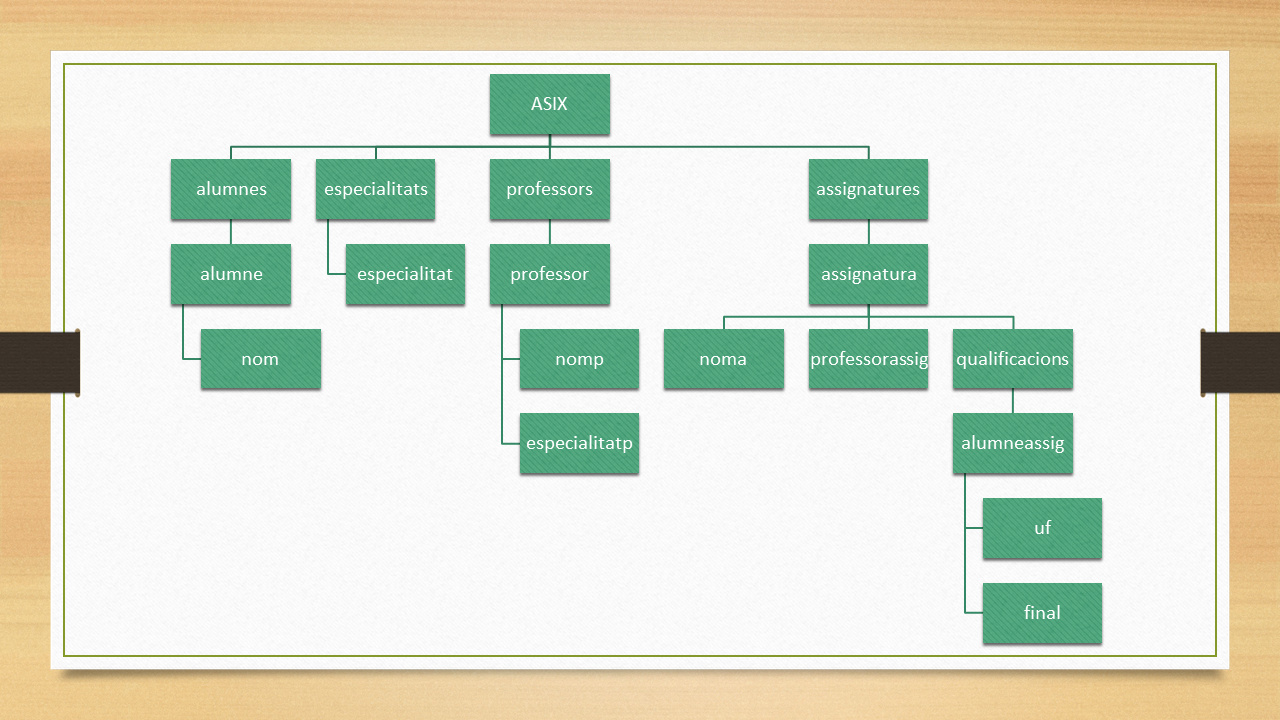 ASIX
alumnes
especialitats
professors
assignatures
alumne
especialitat
professor
assignatura
nom
nomp
noma
professorassig
qualificacions
especialitatp
alumneassig
uf
final